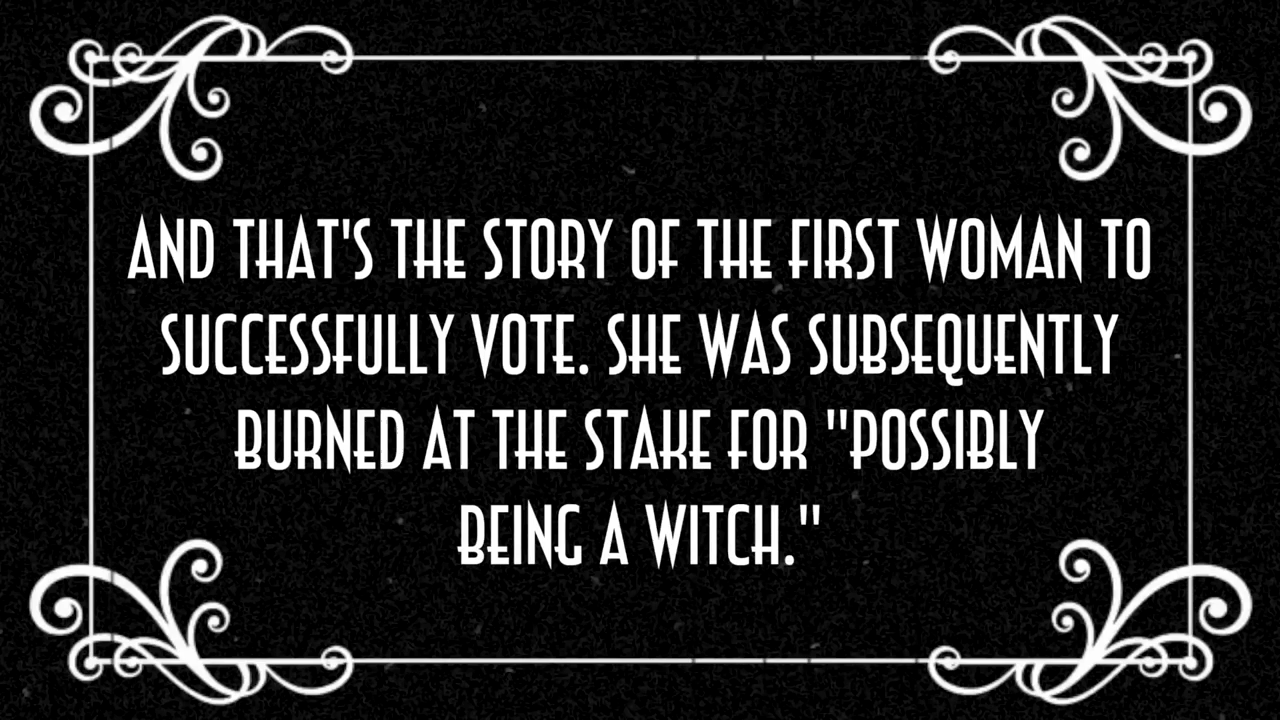 AND THAT'S THE STORY OF THE FIRST WOMAN TO
SUCCESSFULLY VOTE. SHE WAS SUBSEQUENTLY
BURNED AT THE STAKE FOR "POSSIBLY
BEING A WITCH."